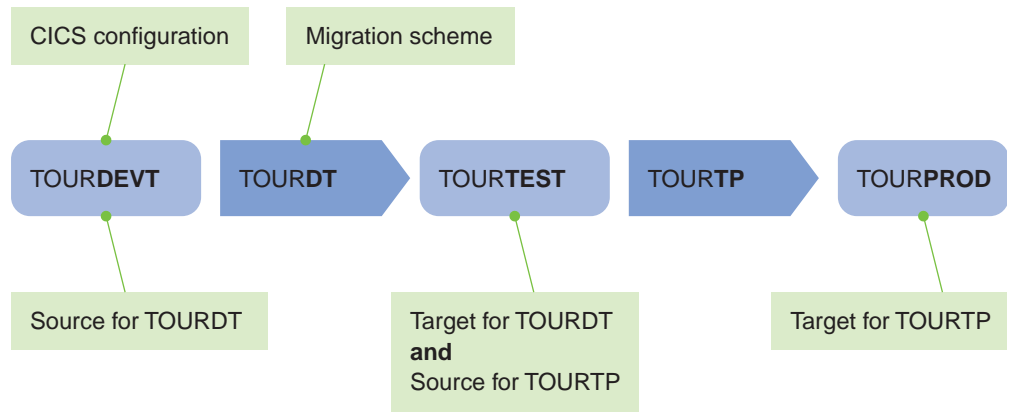 CICS configuration
Migration scheme
TOURDEVT
TOURDT
TOURTEST
TOURTP
TOURPROD
Source for TOURDT
Target for TOURDT
and
Source for TOURTP
Target for TOURTP